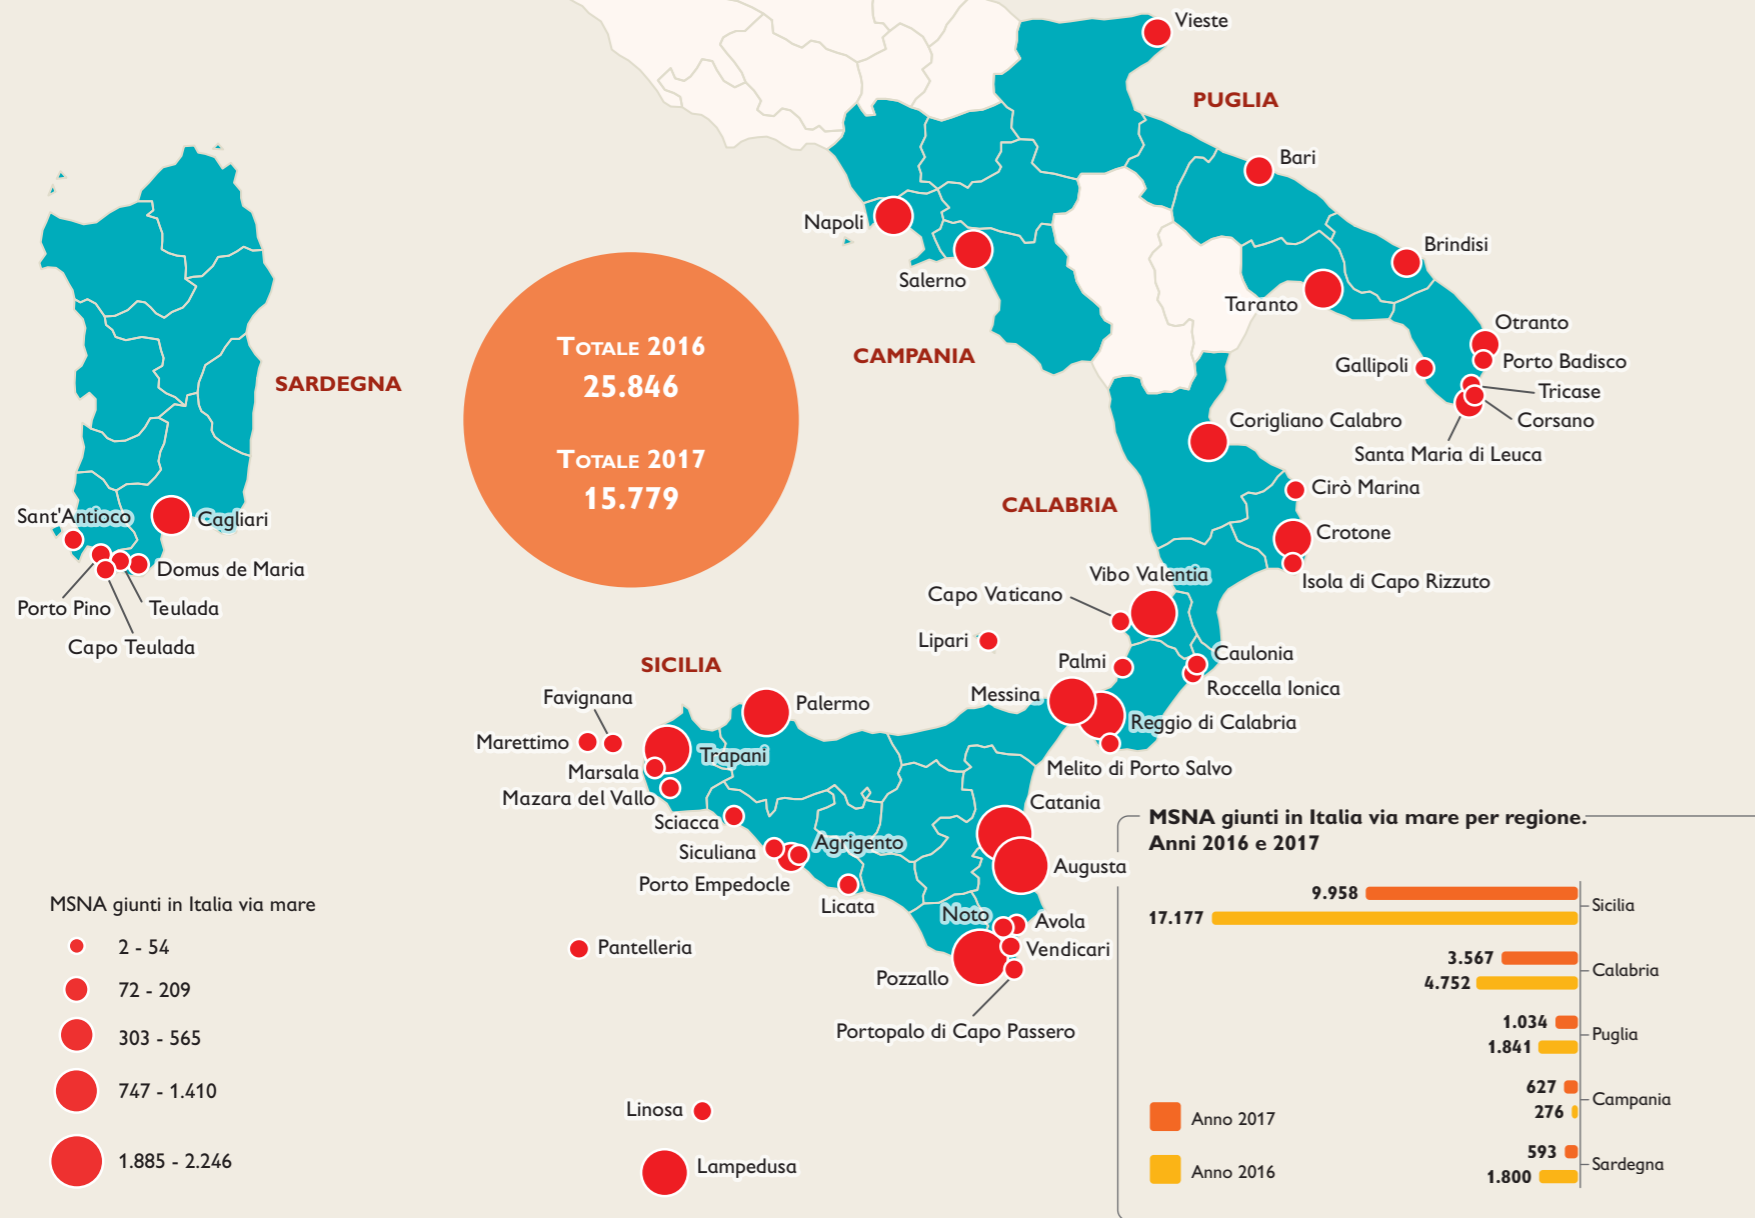 Vieste
PUGLIA
Bari
Napoli
Salerno
Brindisi
Taranto
Otranto
Porto Badisco
Gallipoli
Tricase
Corsano
Santa Maria di Leuca
CAMPANIA
SARDEGNA
TOTALE 2016
25.846
TOTALE 2017
15.779
Corigliano Calabro
Cirò Marina
CALABRIA
Crotone
Isola di Capo Rizzuto
Sant'Antioco
Cagliari
Domus de Maria
Porto Pino
Teulada
Capo Teulada
Vibo Valentia
Capo Vaticano
Lipari
Caulonia
Palmi
Roccella Ionica
SICILIA
Messina
Favignana
Palermo
Reggio di Calabria
Marettimo
Trapani
Marsala
Melito di Porto Salvo
Mazara del Vallo
Catania
Sciacca
Agrigento
Siculiana
Augusta
Porto Empedocle
Licata
Noto
Avola
Vendicari
Pantelleria
Pozzallo
Portopalo di Capo Passero
Linosa
Lampedusa
MSNA giunti in Italia via mare
2 - 54
72 - 209
303 - 565
747 - 1.410
1.885 - 2.246
MSNA giunti in Italia via mare per regione.
Anni 2016 e 2017
9.958
Sicilia
17.177
3.567
Calabria
4.752
1.034
Puglia
1.841
627
Campania
276
593
Sardegna
1.800
Anno 2017
Anno 2016